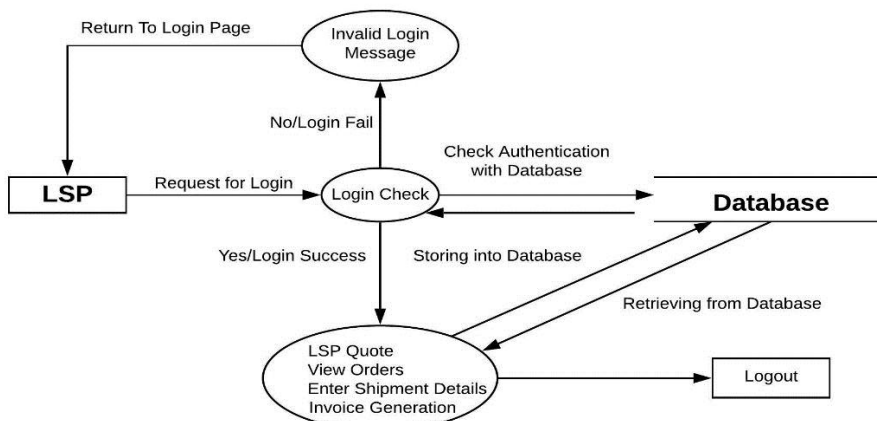 Return To Login Page
Invalid Login
Message
No/Login Fail
Check Authentication
with Database
LSP
Request for Login
Login Check
Database
Yes/Login Success
Storing into Database
Retrieving from Database
LSP Quote
View Orders
Enter Shipment Details
Invoice Generation
Logout